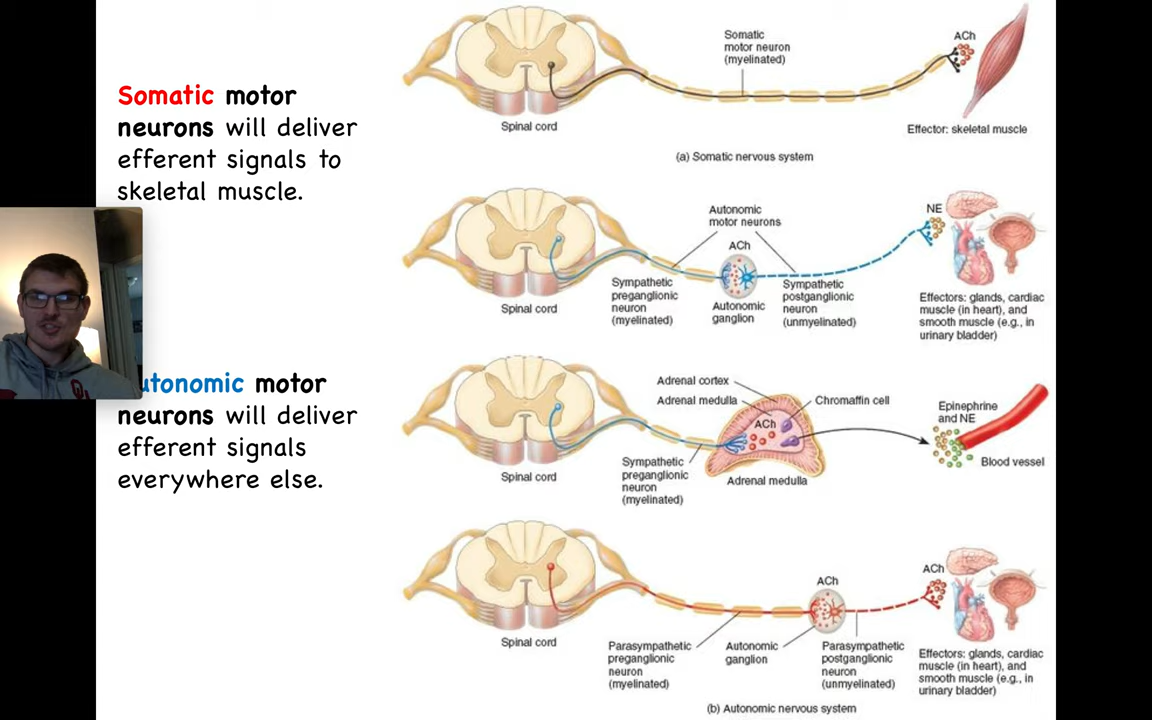 Somatic motor
neurons will deliver
efferent signals to
skeletal muscle.
utonomic motor
neurons will deliver
efferent signals
everywhere else.
Somatic
motor neuron
(myelinated)
ACh
Spinal cord
Effector: skeletal muscle
(a) Somatic nervous system
Autonomic
motor neurons
NE
ACh
Sympathetic
preganglionic
neuron
(myelinated)
Autonomic
ganglion
Sympathetic
postganglionic
neuron
(unmyelinated)
Spinal cord
Effectors: glands, cardiac
muscle (in heart), and
smooth muscle (e.g., in
urinary bladder)
Adrenal cortex
Adrenal medulla
Chromaffin cell
ACh
Epinephrine
and NE
Blood vessel
Spinal cord
Sympathetic
preganglionic
neuron
(myelinated)
Adrenal medulla
ACh
ACh
Spinal cord
Parasympathetic
preganglionic
neuron
(myelinated)
Autonomic
ganglion
Parasympathetic
postganglionic
neuron
(unmyelinated)
Effectors: glands, cardiac
muscle (in heart), and
smooth muscle (e.g., in
urinary bladder)
(b) Autonomic nervous system